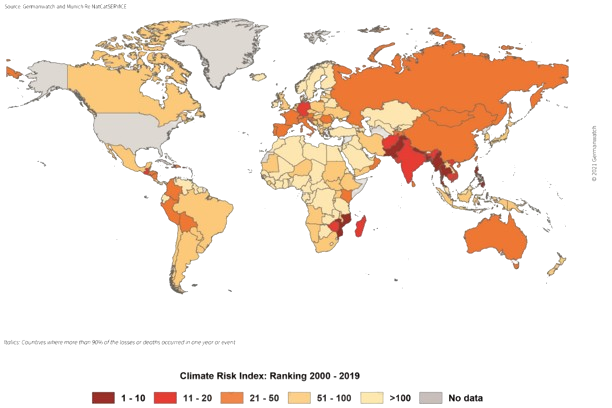 Source: Germanwatch and Munich Re NatCatSERVICE
© 2021 Germanwatch
Italics: Countries where more than 90% of the losses or deaths occurred in one year or event
Climate Risk Index: Ranking 2000 - 2019
1 - 10 11 - 20 21 - 50 51 - 100 >100 No data